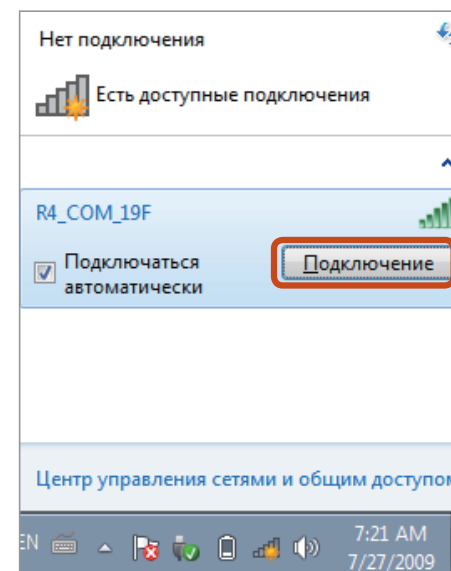 Нет подключения
Есть доступные подключения
R4_COM_19F
Подключаться
автоматически
Подключение
Центр управления сетями и общим доступом
EN
7:21 AM
7/27/2009